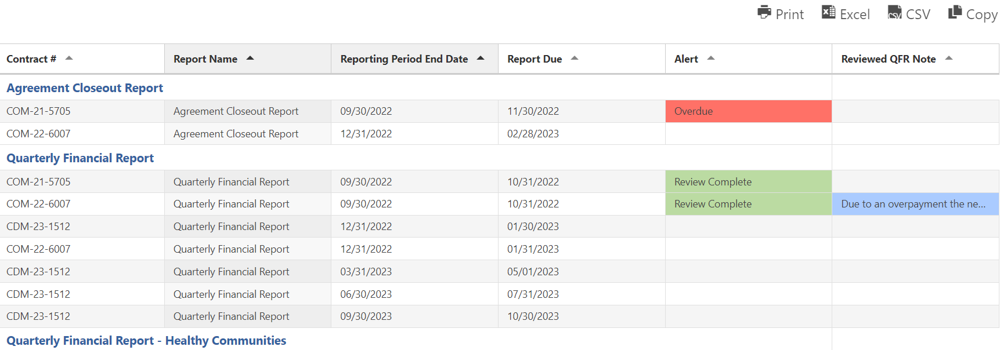 Print Excel CSV Copy
Contract # Report Name Reporting Period End Date Report Due Alert Reviewed QFR Note
Agreement Closeout Report
COM-21-5705 Agreement Closeout Report 09/30/2022 11/30/2022 Overdue
COM-22-6007 Agreement Closeout Report 12/31/2022 02/28/2023
Quarterly Financial Report
COM-21-5705 Quarterly Financial Report 09/30/2022 10/31/2022 Review Complete
COM-22-6007 Quarterly Financial Report 09/30/2022 10/31/2022 Review Complete Due to an overpayment the ne...
CDM-23-1512 Quarterly Financial Report 12/31/2022 01/30/2023
COM-22-6007 Quarterly Financial Report 12/31/2022 01/31/2023
CDM-23-1512 Quarterly Financial Report 03/31/2023 05/01/2023
CDM-23-1512 Quarterly Financial Report 06/30/2023 07/31/2023
CDM-23-1512 Quarterly Financial Report 09/30/2023 10/30/2023
Quarterly Financial Report - Healthy Communities